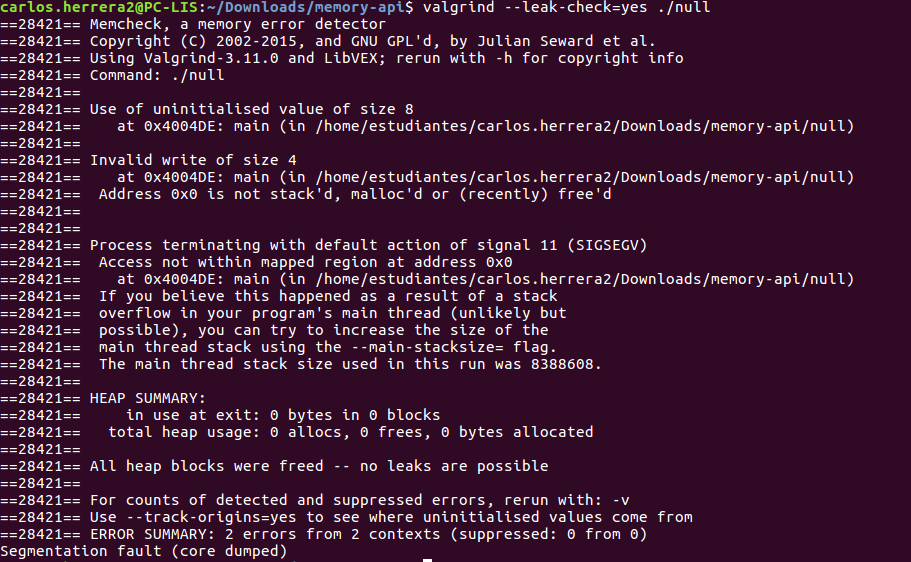 carlos.herrera2@PC-LIS:~/Downloads/memory-api$ valgrind --leak-check=yes ./null
==28421== Memcheck, a memory error detector
==28421== Copyright (C) 2002-2015, and GNU GPL'd, by Julian Seward et al.
==28421== Using Valgrind-3.11.0 and LibVEX; rerun with -h for copyright info
==28421== Command: ./null
==28421==
==28421== Use of uninitialised value of size 8
==28421==    at 0x4004DE: main (in /home/estudiantes/carlos.herrera2/Downloads/memory-api/null)
==28421==
==28421== Invalid write of size 4
==28421==    at 0x4004DE: main (in /home/estudiantes/carlos.herrera2/Downloads/memory-api/null)
==28421==  Address 0x0 is not stack'd, malloc'd or (recently) free'd
==28421==
==28421==
==28421== Process terminating with default action of signal 11 (SIGSEGV)
==28421==  Access not within mapped region at address 0x0
==28421==    at 0x4004DE: main (in /home/estudiantes/carlos.herrera2/Downloads/memory-api/null)
==28421==  If you believe this happened as a result of a stack
==28421==  overflow in your program's main thread (unlikely but
==28421==  possible), you can try to increase the size of the
==28421==  main thread stack using the --main-stacksize= flag.
==28421==  The main thread stack size used in this run was 8388608.
==28421==
==28421== HEAP SUMMARY:
==28421==     in use at exit: 0 bytes in 0 blocks
==28421==   total heap usage: 0 allocs, 0 frees, 0 bytes allocated
==28421==
==28421== All heap blocks were freed -- no leaks are possible
==28421==
==28421== For counts of detected and suppressed errors, rerun with: -v
==28421== Use --track-origins=yes to see where uninitialised values come from
==28421== ERROR SUMMARY: 2 errors from 2 contexts (suppressed: 0 from 0)
Segmentation fault (core dumped)